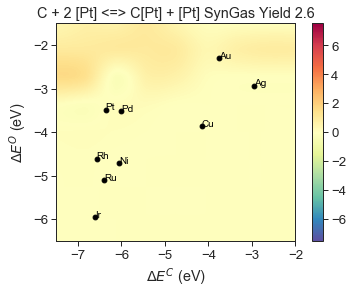 C + 2 [Pt] <=> C[Pt] + [Pt] SynGas Yield 2.6
−2
−3
−4
−5
−6
ΔE^O (eV)
Au
Ag
Pt
Pd
Cu
Rh
Ni
Ru
Ir
−7
−6
−5
−4
−3
−2
ΔE^C (eV)
6
4
2
0
−2
−4
−6